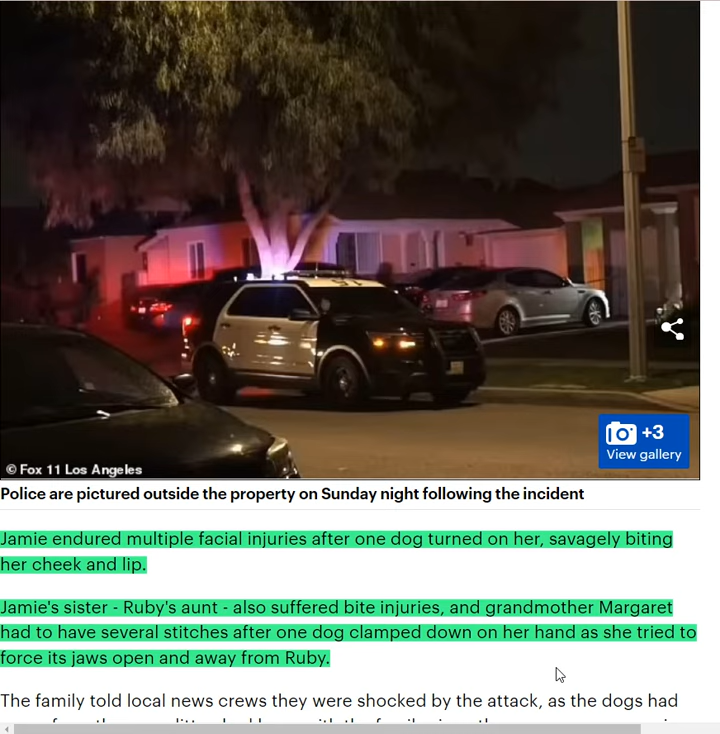 +3
View gallery
© Fox 11 Los Angeles
Police are pictured outside the property on Sunday night following the incident
Jamie endured multiple facial injuries after one dog turned on her, savagely biting
her cheek and lip.
Jamie's sister - Ruby's aunt - also suffered bite injuries, and grandmother Margaret
had to have several stitches after one dog clamped down on her hand as she tried to
force its jaws open and away from Ruby.
The family told local news crews they were shocked by the attack, as the dogs had